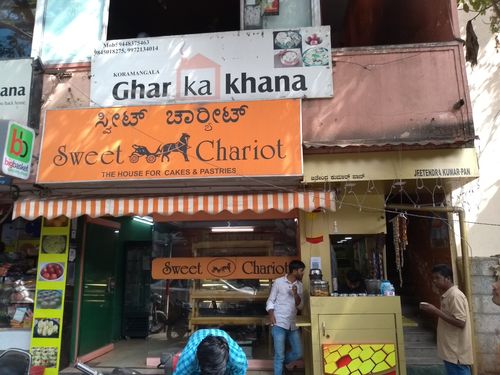 Mob: 9448375463
9845018275, 9972134014
KORAMANGALA
Ghar ka khana
ಸ್ವೀಟ್ ಚಾರ‍್ಯೇಟ್
Sweet Chariot
THE HOUSE FOR CAKES & PASTRIES
bb
bigbasket
JEETENDRA KUMAR-PAN
Sweet Chariot